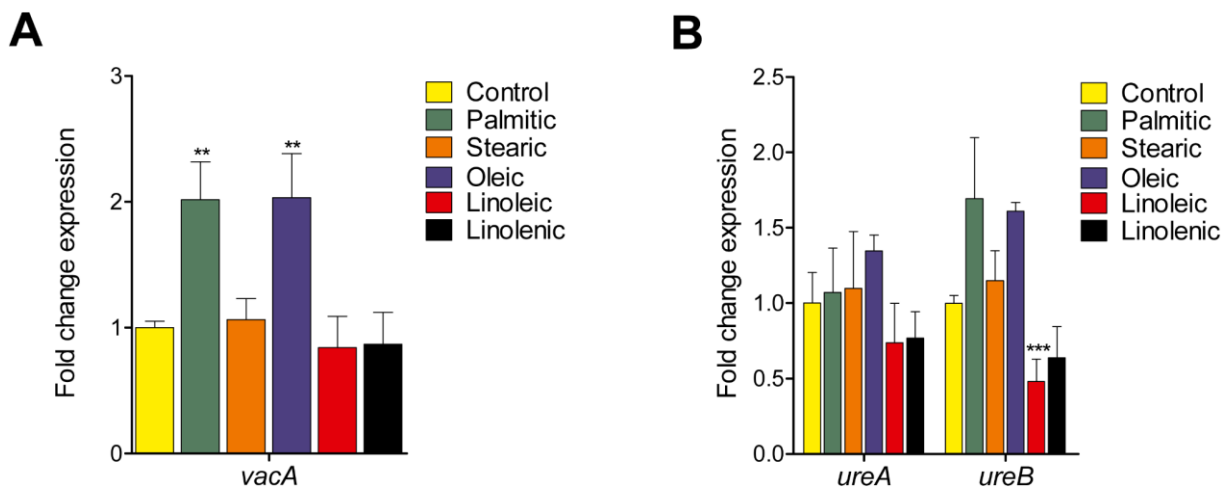 A
Fold change expression
3
2
1
0
**
**
vacA
Control
Palmitic
Stearic
Oleic
Linoleic
Linolenic
B
Fold change expression
2.5
2.0
1.5
1.0
0.5
0.0
***
ureA
ureB
Control
Palmitic
Stearic
Oleic
Linoleic
Linolenic